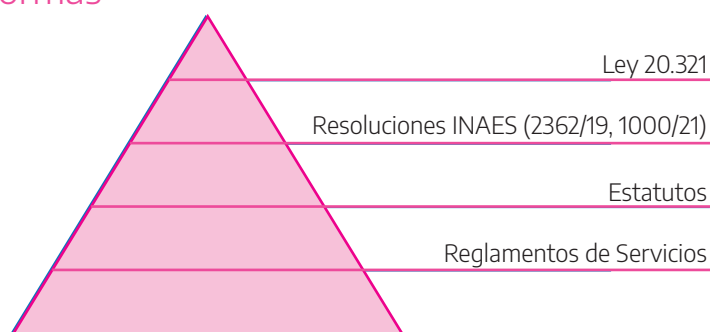 Ley 20.321
Resoluciones INAES (2362/19, 1000/21)
Estatutos
Reglamentos de Servicios